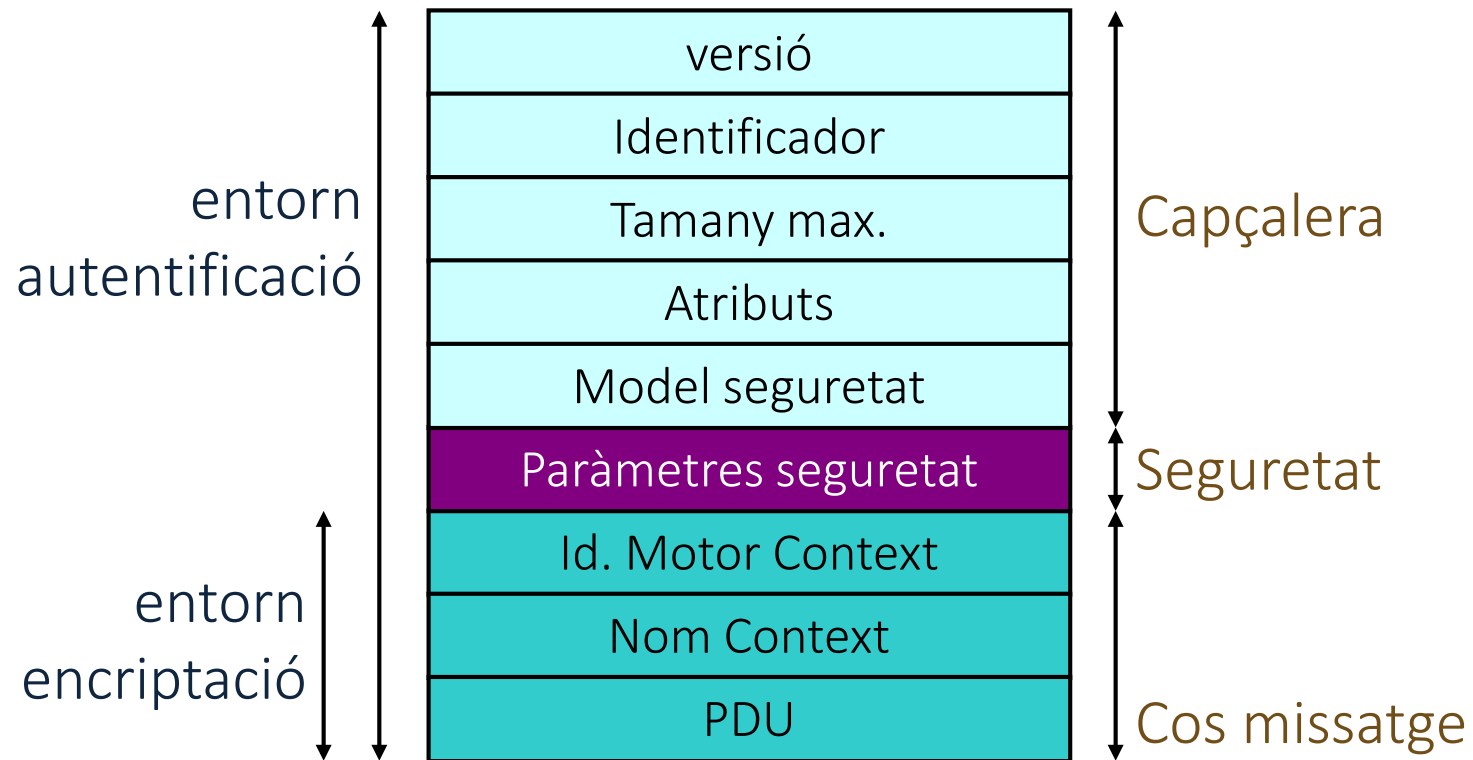 versió
Identificador
Tamany max.
Atributs
Model seguretat
Paràmetres seguretat
Id. Motor Context
Nom Context
PDU
entorn
autentificació
entorn
encriptació
Capçalera
Seguretat
Cos missatge